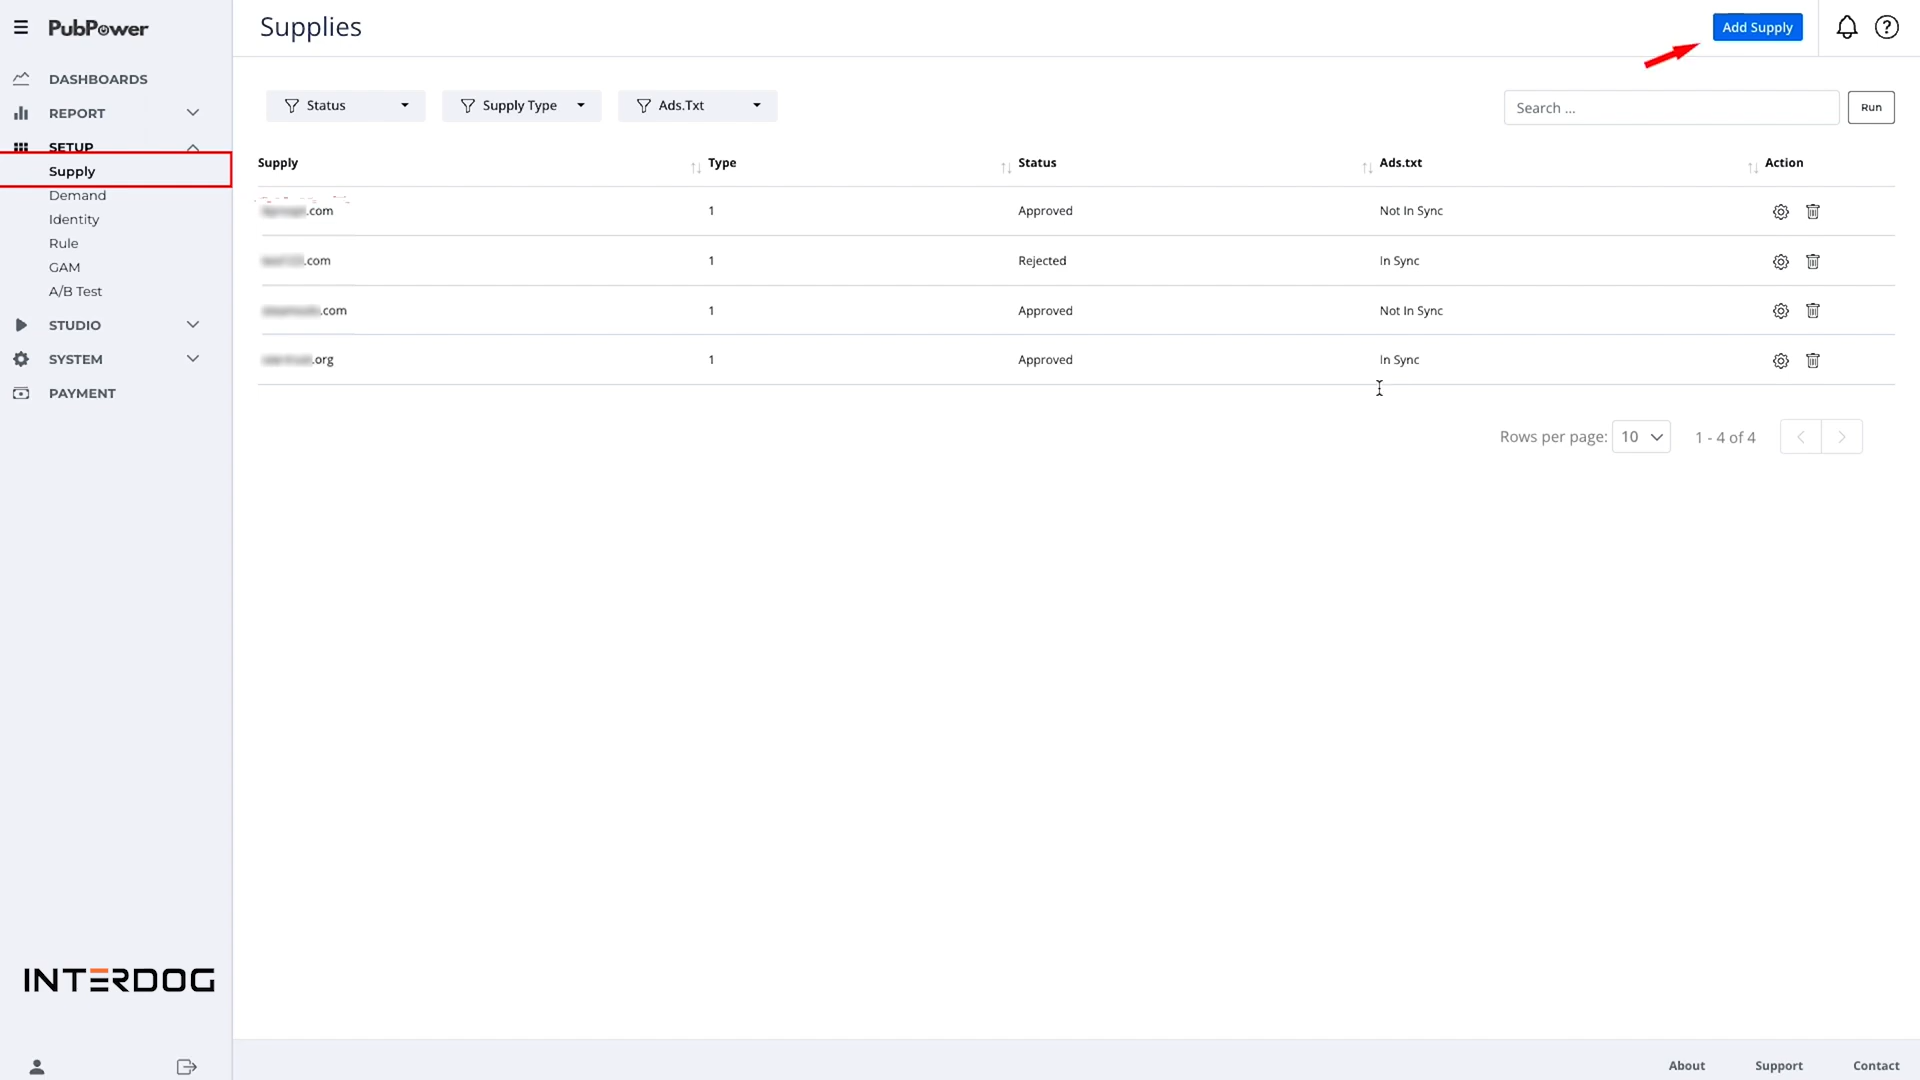 PubPower
Supplies
Add Supply
DASHBOARDS
REPORT
SETUP
Supply
Demand
Identity
Rule
GAM
A/B Test
STUDIO
SYSTEM
PAYMENT
Status
Supply Type
Ads.Txt
Search ...
Run
Supply Type Status Ads.txt Action
.com 1 Approved Not In Sync
.com 1 Rejected In Sync
.com 1 Approved Not In Sync
.org 1 Approved In Sync
Rows per page: 10 1 - 4 of 4
INTERDOG
About Support Contact